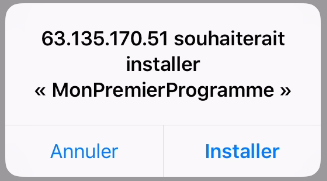 63.135.170.51 souhaiterait
installer
« MonPremierProgramme »
Annuler
Installer